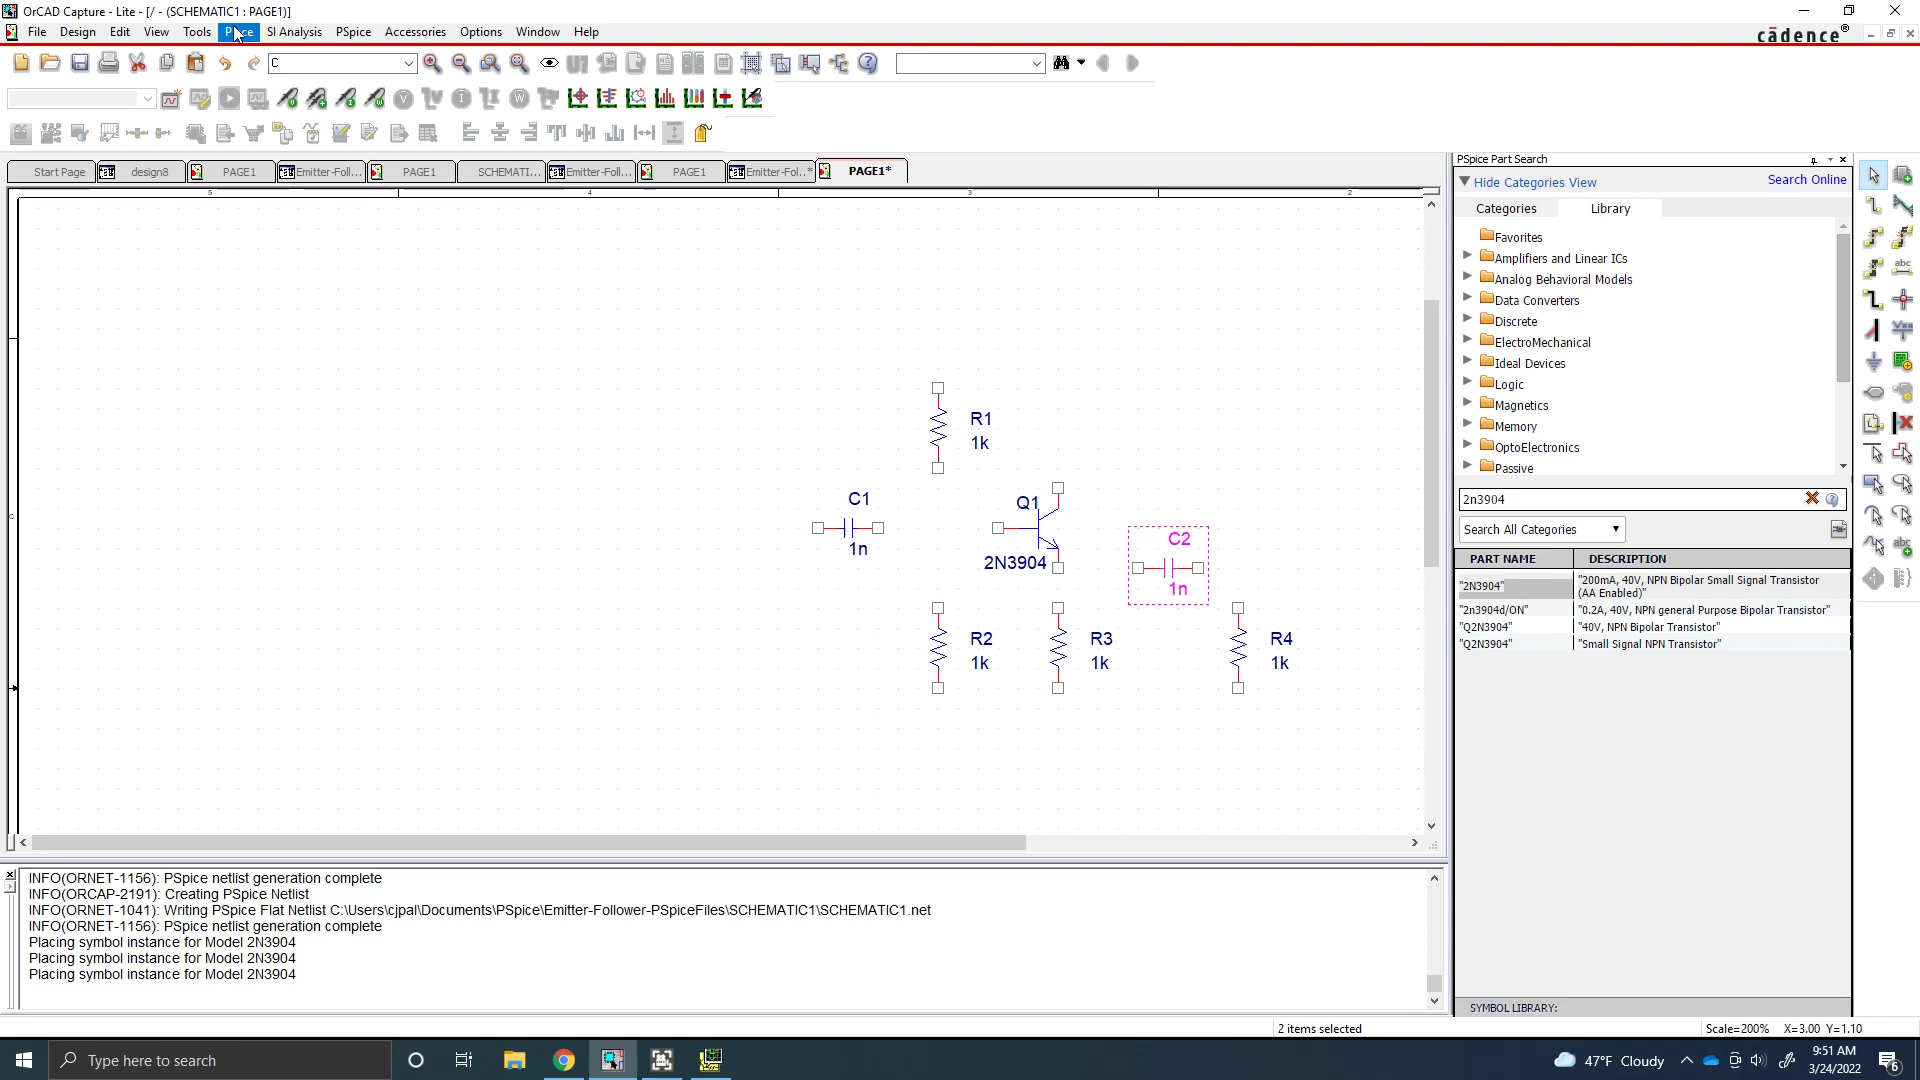 OrCAD Capture - Lite - [/ - (SCHEMATIC1 : PAGE1)]
File Design Edit View Tools Place SI Analysis PSpice Accessories Options Window Help
cādence®
C
Start Page design8 PAGE1 Emitter-Foll... PAGE1 SCHEMATI... Emitter-Foll... PAGE1 Emitter-Fol...* PAGE1*
5 4 3 2
C
R1
1k
C1
1n
Q1
2N3904
C2
1n
R2
1k
R3
1k
R4
1k
PSpice Part Search
Hide Categories View
Search Online
Categories Library
Favorites
Amplifiers and Linear ICs
Analog Behavioral Models
Data Converters
Discrete
ElectroMechanical
Ideal Devices
Logic
Magnetics
Memory
OptoElectronics
Passive
2n3904
Search All Categories
PART NAME DESCRIPTION
"2N3904" "200mA, 40V, NPN Bipolar Small Signal Transistor
(AA Enabled)"
"2n3904d/ON" "0.2A, 40V, NPN general Purpose Bipolar Transistor"
"Q2N3904" "40V, NPN Bipolar Transistor"
"Q2N3904" "Small Signal NPN Transistor"
SYMBOL LIBRARY:
INFO(ORNET-1156): PSpice netlist generation complete
INFO(ORCAP-2191): Creating PSpice Netlist
INFO(ORNET-1041): Writing PSpice Flat Netlist C:\Users\cjpal\Documents\PSpice\Emitter-Follower-PSpiceFiles\SCHEMATIC1\SCHEMATIC1.net
INFO(ORNET-1156): PSpice netlist generation complete
Placing symbol instance for Model 2N3904
Placing symbol instance for Model 2N3904
Placing symbol instance for Model 2N3904
2 items selected
Scale=200% X=3.00 Y=1.10
Type here to search
47°F Cloudy
9:51 AM
3/24/2022
6